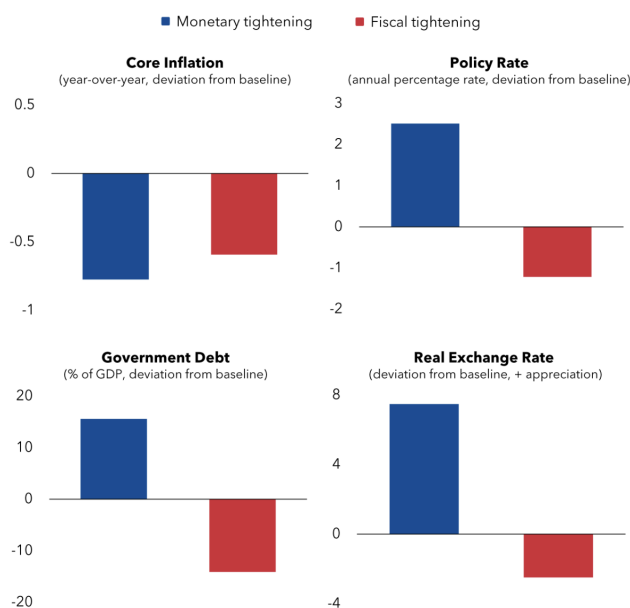 Monetary tightening
Fiscal tightening
Core Inflation
(year-over-year, deviation from baseline)
0.5
0
-0.5
-1
Policy Rate
(annual percentage rate, deviation from baseline)
3
2
1
0
-1
-2
Government Debt
(% of GDP, deviation from baseline)
20
10
0
-10
-20
Real Exchange Rate
(deviation from baseline, + appreciation)
8
4
0
-4